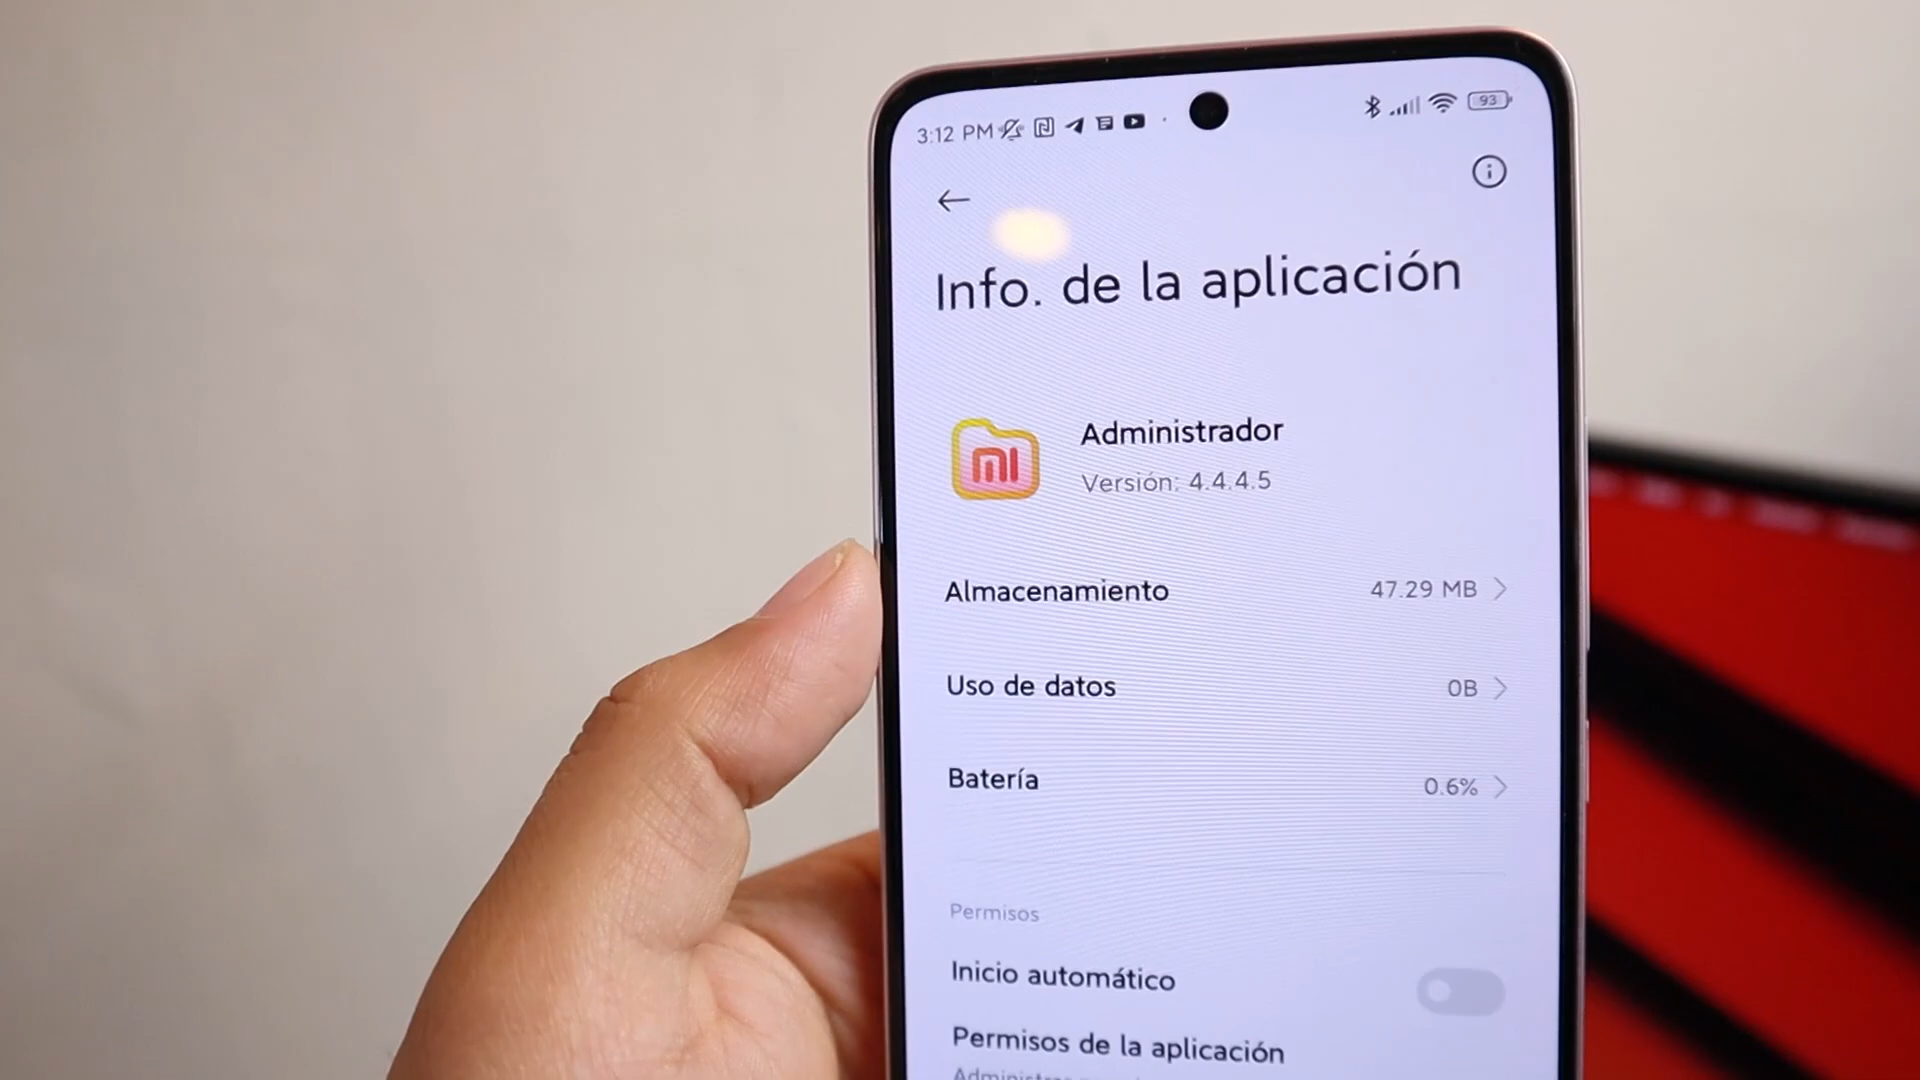 3:12 PM
93
Info. de la aplicación
mi
Administrador
Versión: 4.4.4.5
Almacenamiento 47.29 MB
Uso de datos 0B
Batería 0.6%
Permisos
Inicio automático
Permisos de la aplicación